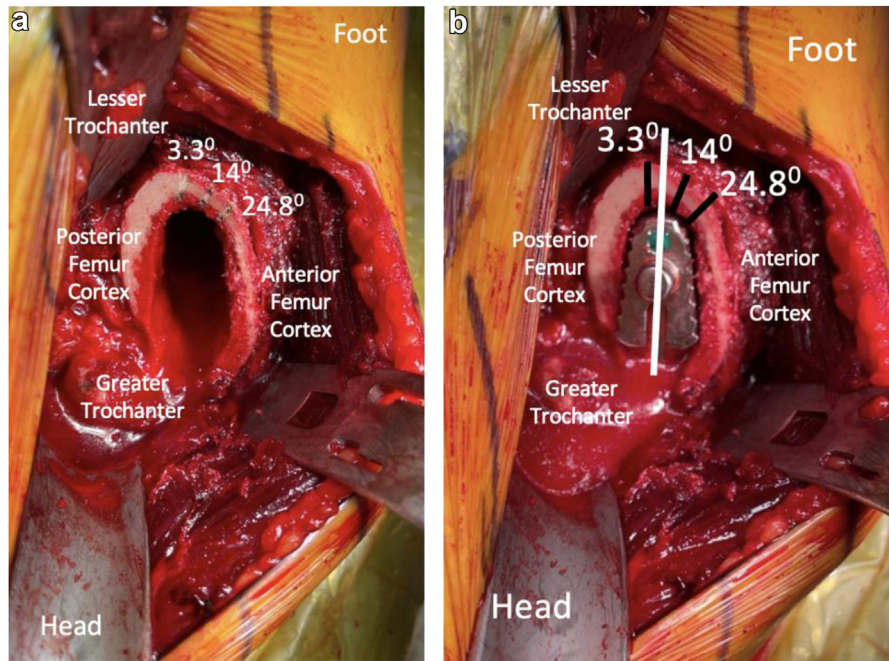 a
Foot
Lesser
Trochanter
3.3⁰
14⁰
24.8⁰
Posterior
Femur
Cortex
Anterior
Femur
Cortex
Greater
Trochanter
Head
b
Foot
Lesser
Trochanter
3.3⁰
14⁰
24.8⁰
Posterior
Femur
Cortex
Anterior
Femur
Cortex
Greater
Trochanter
Head